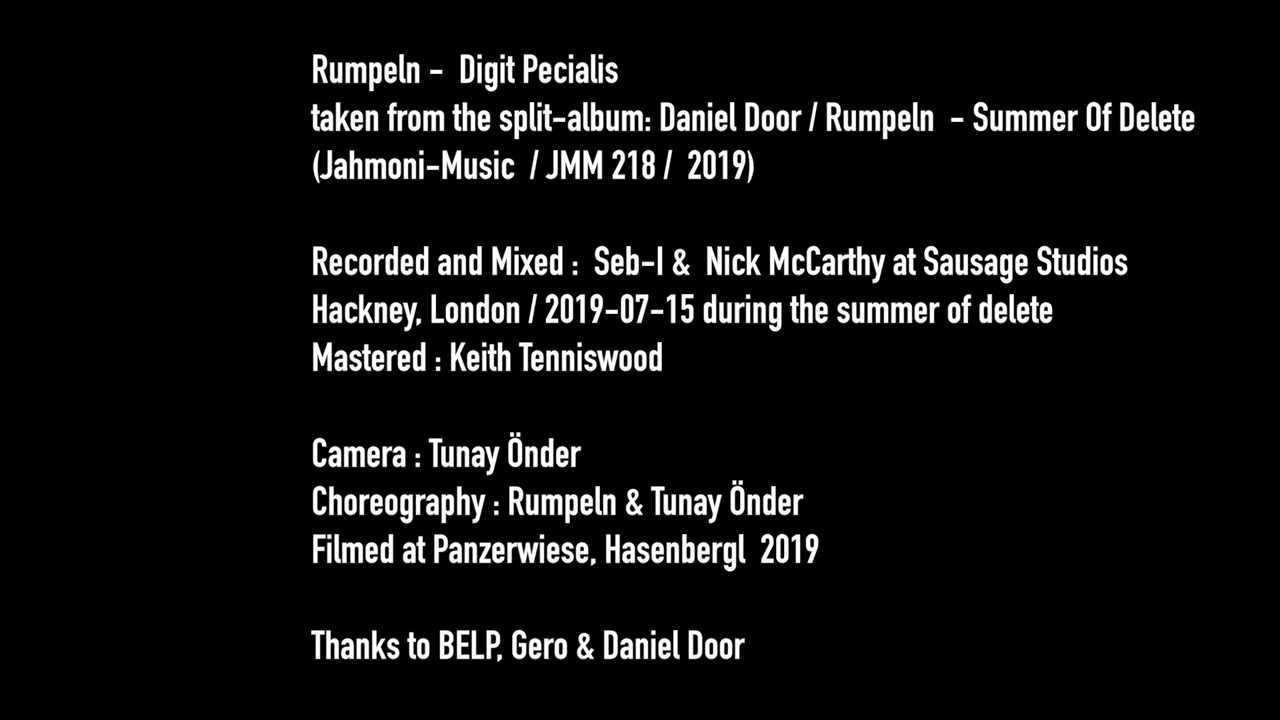 Rumpeln - Digit Pecialis
taken from the split-album: Daniel Door / Rumpeln - Summer Of Delete
(Jahmoni-Music / JMM 218 / 2019)
Recorded and Mixed : Seb-I & Nick McCarthy at Sausage Studios
Hackney, London / 2019-07-15 during the summer of delete
Mastered : Keith Tenniswood
Camera : Tunay Önder
Choreography : Rumpeln & Tunay Önder
Filmed at Panzerwiese, Hasenbergl 2019
Thanks to BELP, Gero & Daniel Door